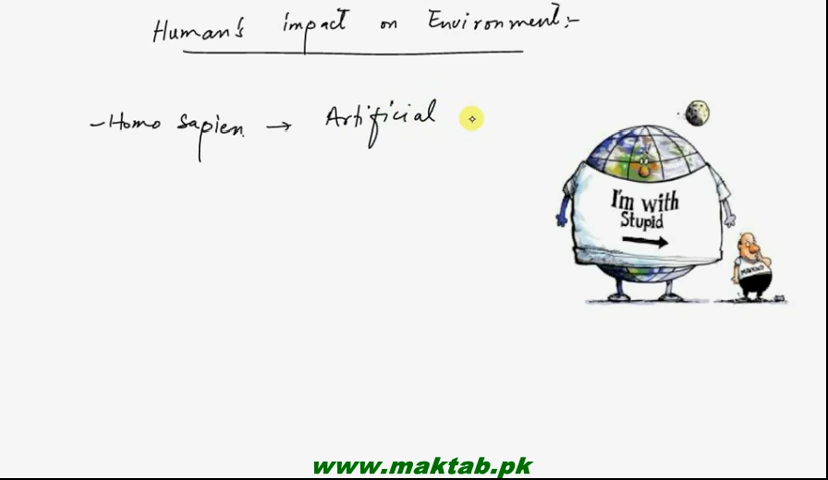 Human's impact on Environment:-
- Homo Sapien → Artificial
I'm with
Stupid
www.maktab.pk